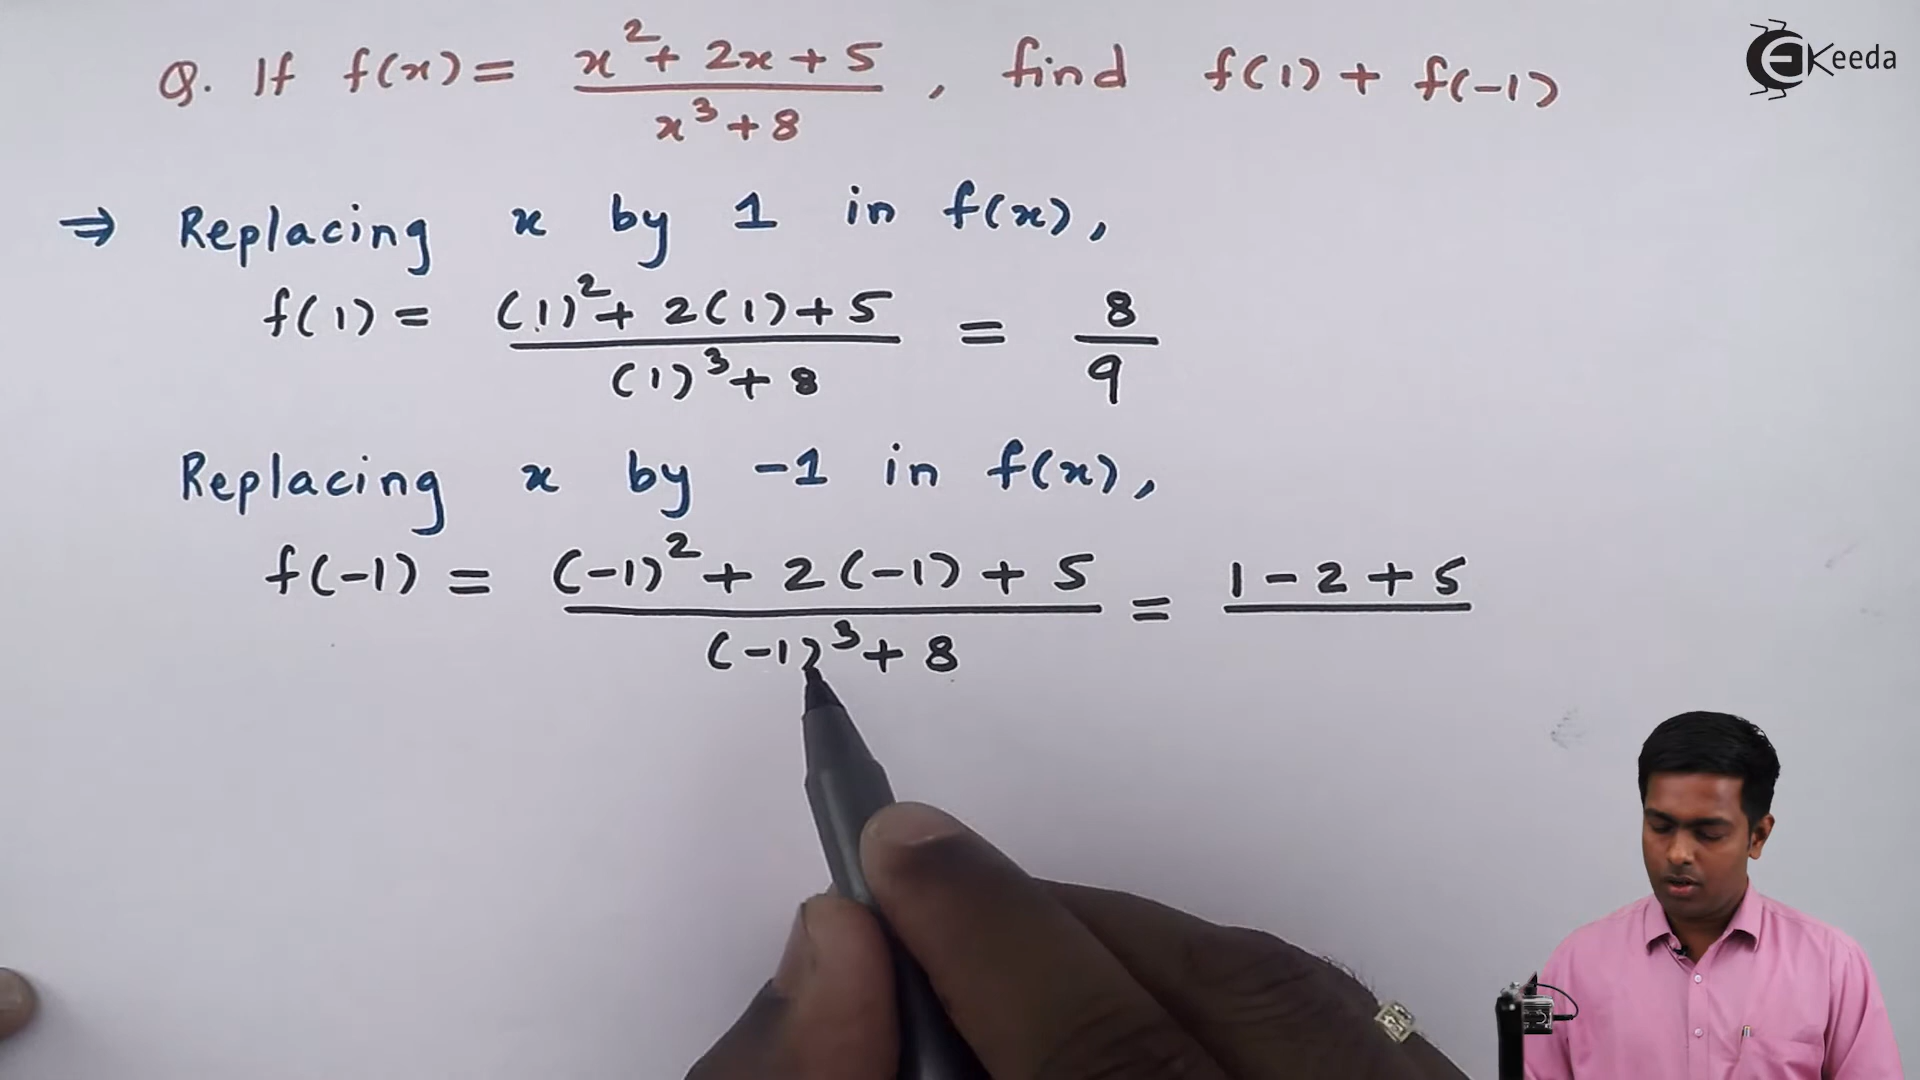 Q. If f(x) = x² + 2x + 5 / x³ + 8 , find f(1) + f(-1)
⇒ Replacing x by 1 in f(x),
f(1) = (1)² + 2(1) + 5 / (1)³ + 8 = 8 / 9
Replacing x by -1 in f(x),
f(-1) = (-1)² + 2(-1) + 5 / (-1)³ + 8 = 1 - 2 + 5
eKeeda